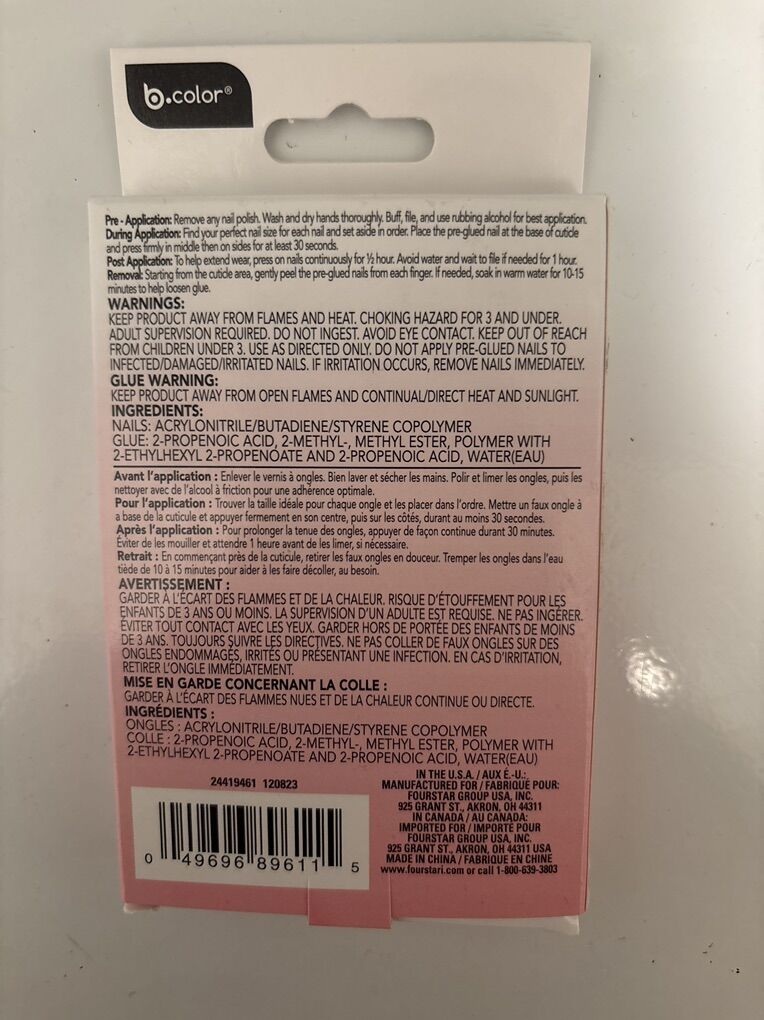 b.color®
Pre - Application: Remove any nail polish. Wash and dry hands thoroughly. Buff, file, and use rubbing alcohol for best application.
During Application: Find your perfect nail size for each nail and set aside in order. Place the pre-glued nail at the base of cuticle
and press firmly in middle then on sides for at least 30 seconds.
Post Application: To help extend wear, press on nails continuously for ½ hour. Avoid water and wait to file if needed for 1 hour.
Removal: Starting from the cuticle area, gently peel the pre-glued nails from each finger. If needed, soak in warm water for 10-15
minutes to help loosen glue.
WARNINGS:
KEEP PRODUCT AWAY FROM FLAMES AND HEAT. CHOKING HAZARD FOR 3 AND UNDER.
ADULT SUPERVISION REQUIRED. DO NOT INGEST. AVOID EYE CONTACT. KEEP OUT OF REACH
FROM CHILDREN UNDER 3. USE AS DIRECTED ONLY. DO NOT APPLY PRE-GLUED NAILS TO
INFECTED/DAMAGED/IRRITATED NAILS. IF IRRITATION OCCURS, REMOVE NAILS IMMEDIATELY.
GLUE WARNING:
KEEP PRODUCT AWAY FROM OPEN FLAMES AND CONTINUAL/DIRECT HEAT AND SUNLIGHT.
INGREDIENTS:
NAILS: ACRYLONITRILE/BUTADIENE/STYRENE COPOLYMER
GLUE: 2-PROPENOIC ACID, 2-METHYL-, METHYL ESTER, POLYMER WITH
2-ETHYLHEXYL 2-PROPENOATE AND 2-PROPENOIC ACID, WATER(EAU)
Avant l'application : Enlever le vernis à ongles. Bien laver et sécher les mains. Polir et limer les ongles, puis les
nettoyer avec de l'alcool à friction pour une adhérence optimale.
Pour l'application : Trouver la taille idéale pour chaque ongle et les placer dans l'ordre. Mettre un faux ongle à
a base de la cuticule et appuyer fermement en son centre, puis sur les côtés, durant au moins 30 secondes.
Après l'application : Pour prolonger la tenue des ongles, appuyer de façon continue durant 30 minutes.
Éviter de les mouiller et attendre 1 heure avant de les limer, si nécessaire.
Retrait : En commençant près de la cuticule, retirer les faux ongles en douceur. Tremper les ongles dans l'eau
tiède de 10 à 15 minutes pour aider à les faire décoller, au besoin.
AVERTISSEMENT :
GARDER À L'ÉCART DES FLAMMES ET DE LA CHALEUR. RISQUE D'ÉTOUFFEMENT POUR LES
ENFANTS DE 3 ANS OU MOINS. LA SUPERVISION D'UN ADULTE EST REQUISE. NE PAS INGÉRER.
ÉVITER TOUT CONTACT AVEC LES YEUX. GARDER HORS DE PORTÉE DES ENFANTS DE MOINS
DE 3 ANS. TOUJOURS SUIVRE LES DIRECTIVES. NE PAS COLLER DE FAUX ONGLES SUR DES
ONGLES ENDOMMAGÉS, IRRITÉS OU PRÉSENTANT UNE INFECTION. EN CAS D'IRRITATION,
RETIRER L'ONGLE IMMÉDIATEMENT.
MISE EN GARDE CONCERNANT LA COLLE :
GARDER À L'ÉCART DES FLAMMES NUES ET DE LA CHALEUR CONTINUE OU DIRECTE.
INGRÉDIENTS :
ONGLES : ACRYLONITRILE/BUTADIENE/STYRENE COPOLYMER
COLLE : 2-PROPENOIC ACID, 2-METHYL-, METHYL ESTER, POLYMER WITH
2-ETHYLHEXYL 2-PROPENOATE AND 2-PROPENOIC ACID, WATER(EAU)
24419461 120823
0 49696 89611 5
IN THE U.S.A. / AUX É.-U.:
MANUFACTURED FOR / FABRIQUÉ POUR:
FOURSTAR GROUP USA, INC.
925 GRANT ST., AKRON, OH 44311
IN CANADA / AU CANADA:
IMPORTED FOR / IMPORTÉ POUR
FOURSTAR GROUP USA, INC.
925 GRANT ST., AKRON, OH 44311 USA
MADE IN CHINA / FABRIQUÉ EN CHINE
www.fourstari.com or call 1-800-639-3803